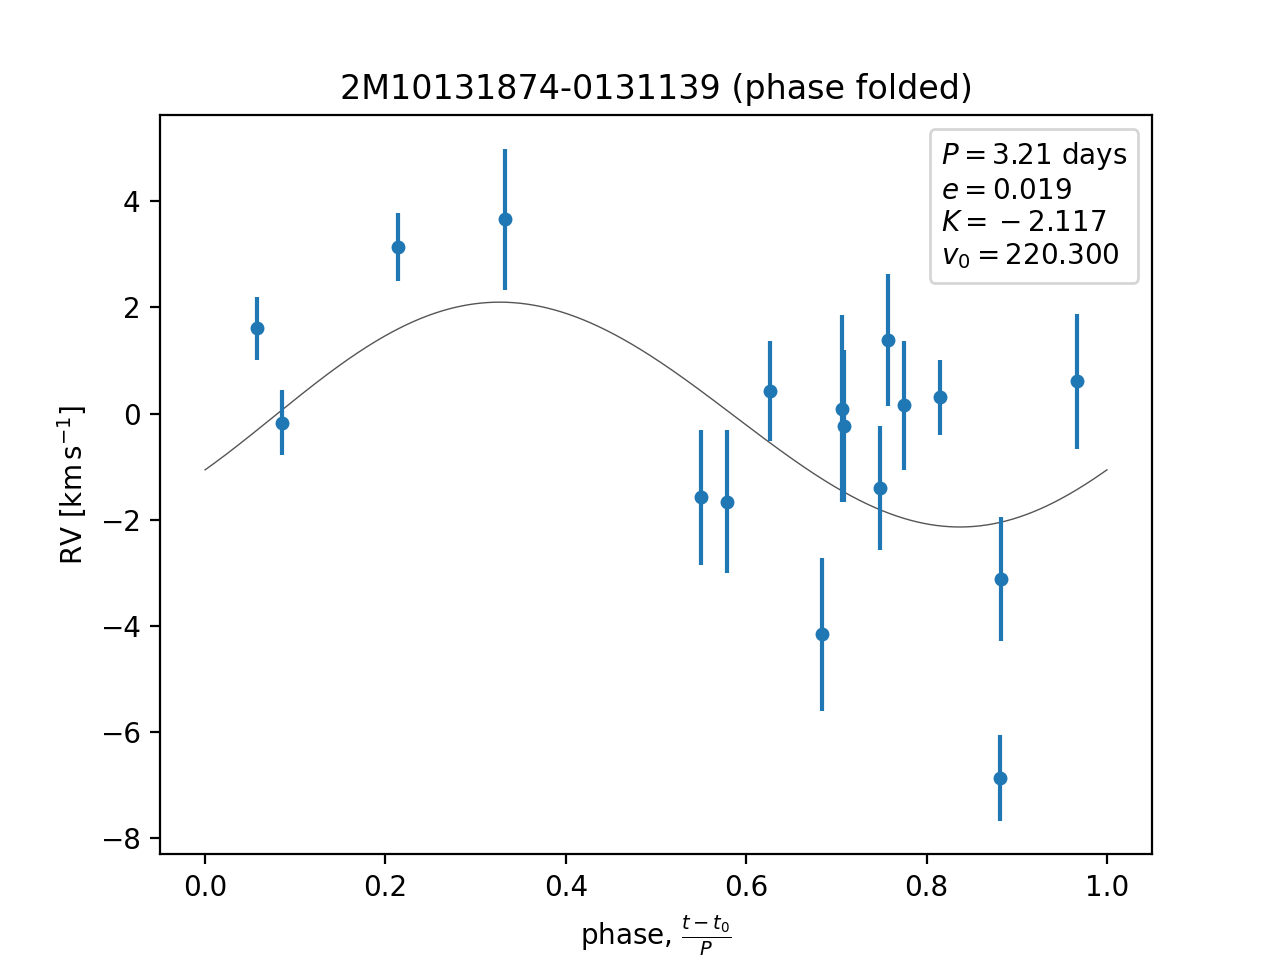 2M10131874-0131139 (phase folded)
P = 3.21 days
e = 0.019
K = −2.117
v₀ = 220.300
RV [km s⁻¹]
4
2
0
−2
−4
−6
−8
0.0 0.2 0.4 0.6 0.8 1.0
phase, (t − t₀)/P